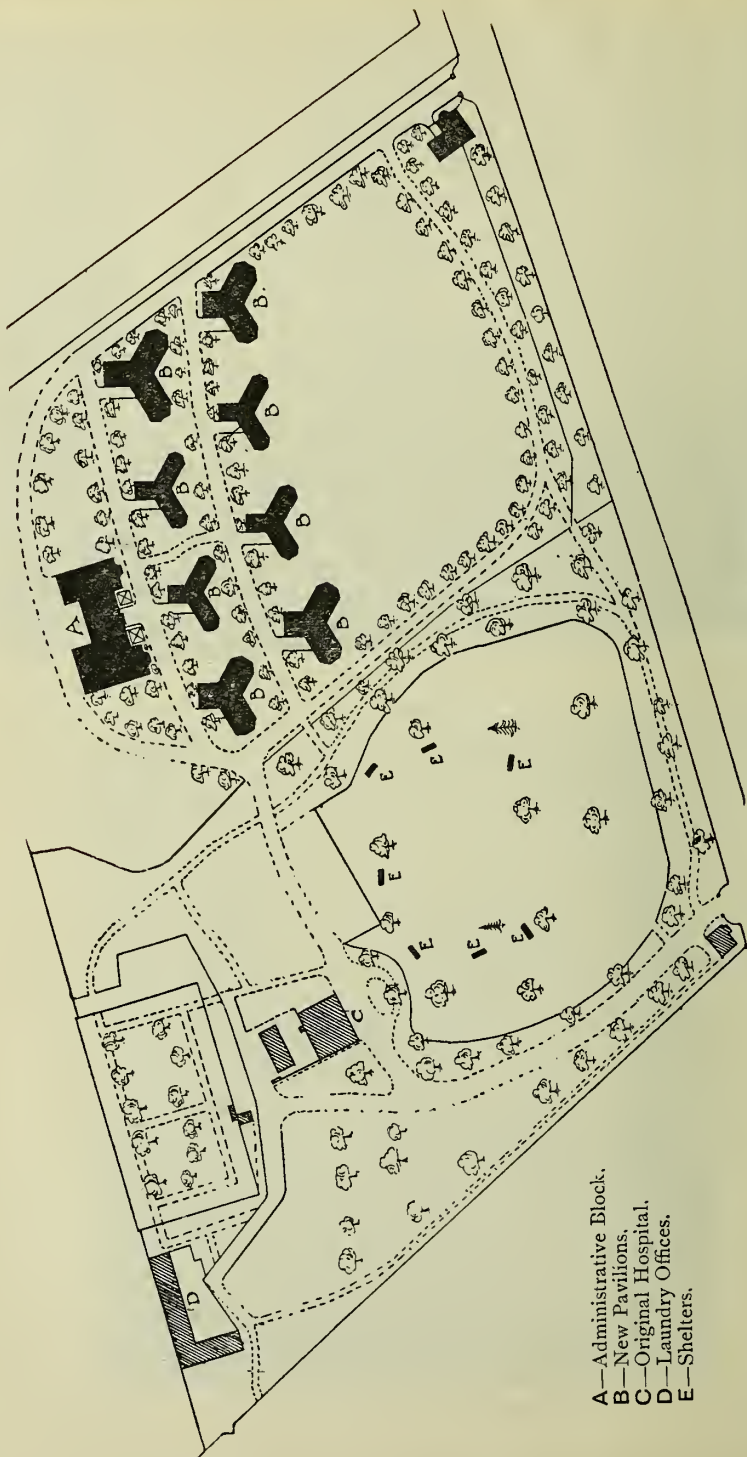 A
B
B
D
B
B
B
B
B
B
C
E
E
E
E
E
E
E
A—Administrative Block.
B—New Pavilions.
C—Original Hospital.
D—Laundry Offices.
E—Shelters.